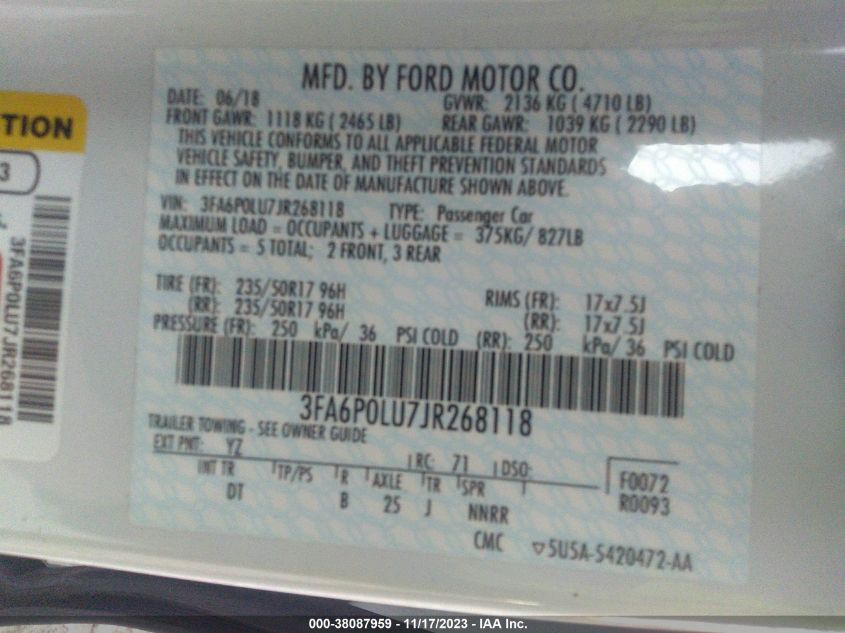 TION
3
3FA6P0LU7JR268118
MFD. BY FORD MOTOR CO.
DATE: 06/18 GVWR: 2136 KG ( 4710 LB)
FRONT GAWR: 1118 KG ( 2465 LB) REAR GAWR: 1039 KG ( 2290 LB)
THIS VEHICLE CONFORMS TO ALL APPLICABLE FEDERAL MOTOR
VEHICLE SAFETY, BUMPER, AND THEFT PREVENTION STANDARDS
IN EFFECT ON THE DATE OF MANUFACTURE SHOWN ABOVE.
VIN: 3FA6P0LU7JR268118 TYPE: Passenger Car
MAXIMUM LOAD = OCCUPANTS + LUGGAGE = 375KG/ 827LB
OCCUPANTS = 5 TOTAL; 2 FRONT, 3 REAR
TIRE (FR): 235/50R17 96H RIMS (FR): 17x7.5J
(RR): 235/50R17 96H (RR): 17x7.5J
PRESSURE (FR): 250 kPa/ 36 PSI COLD (RR): 250 kPa/ 36 PSI COLD
3FA6P0LU7JR268118
TRAILER TOWING - SEE OWNER GUIDE
EXT PNT: YZ RC: 71 DSO:
INT TR TP/PS R AXLE TR SPR F0072
DT B 25 J NNRR R0093
CMC ▽5U5A-5420472-AA
000-38087959 - 11/17/2023 - IAA Inc.